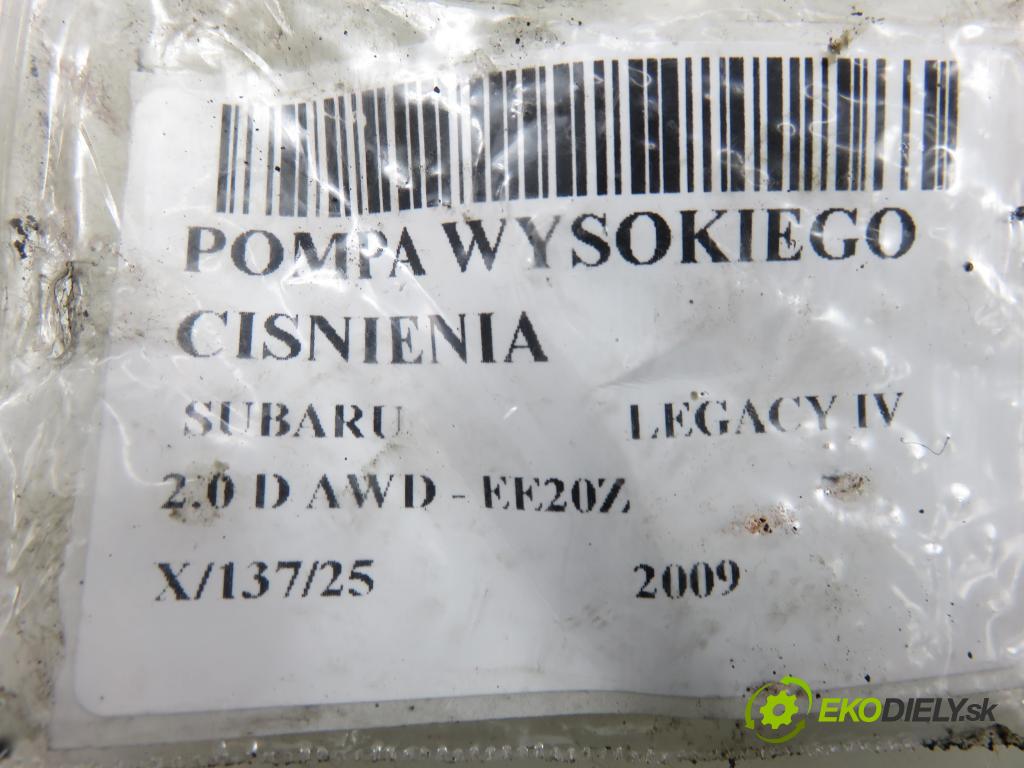 POMPA WYSOKIEGO
CISNIENIA
SUBARU LEGACY IV
2.0 D AWD - EE20Z
X/137/25 2009
EKODIELY.sk